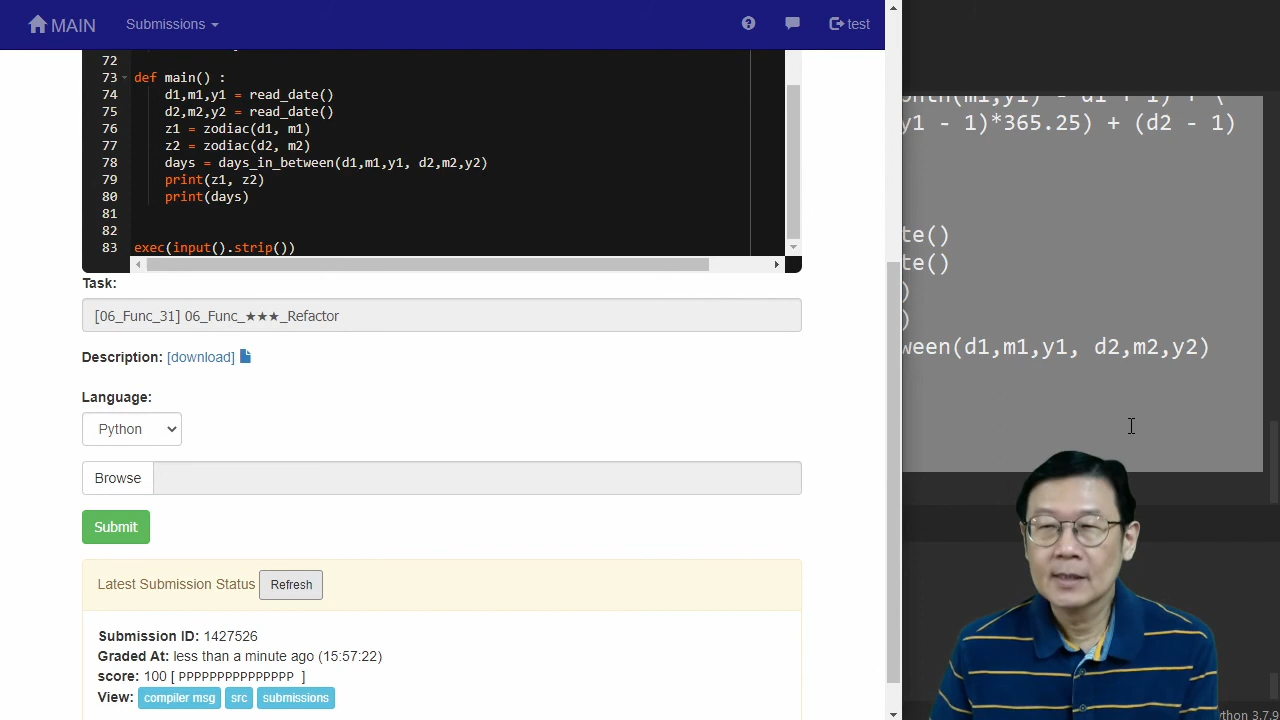 MAIN Submissions test
72
73 def main() :
74 d1,m1,y1 = read_date()
75 d2,m2,y2 = read_date()
76 z1 = zodiac(d1, m1)
77 z2 = zodiac(d2, m2)
78 days = days_in_between(d1,m1,y1, d2,m2,y2)
79 print(z1, z2)
80 print(days)
81
82
83 exec(input().strip())
Task:
[06_Func_31] 06_Func_★★★_Refactor
Description: [download]
Language:
Python
Browse
Submit
Latest Submission Status Refresh
Submission ID: 1427526
Graded At: less than a minute ago (15:57:22)
score: 100 [ PPPPPPPPPPPPPPP ]
View: compiler msg src submissions
y1 - 1)*365.25) + (d2 - 1)
te()
te()
)
)
ween(d1,m1,y1, d2,m2,y2)
thon 3.7.9